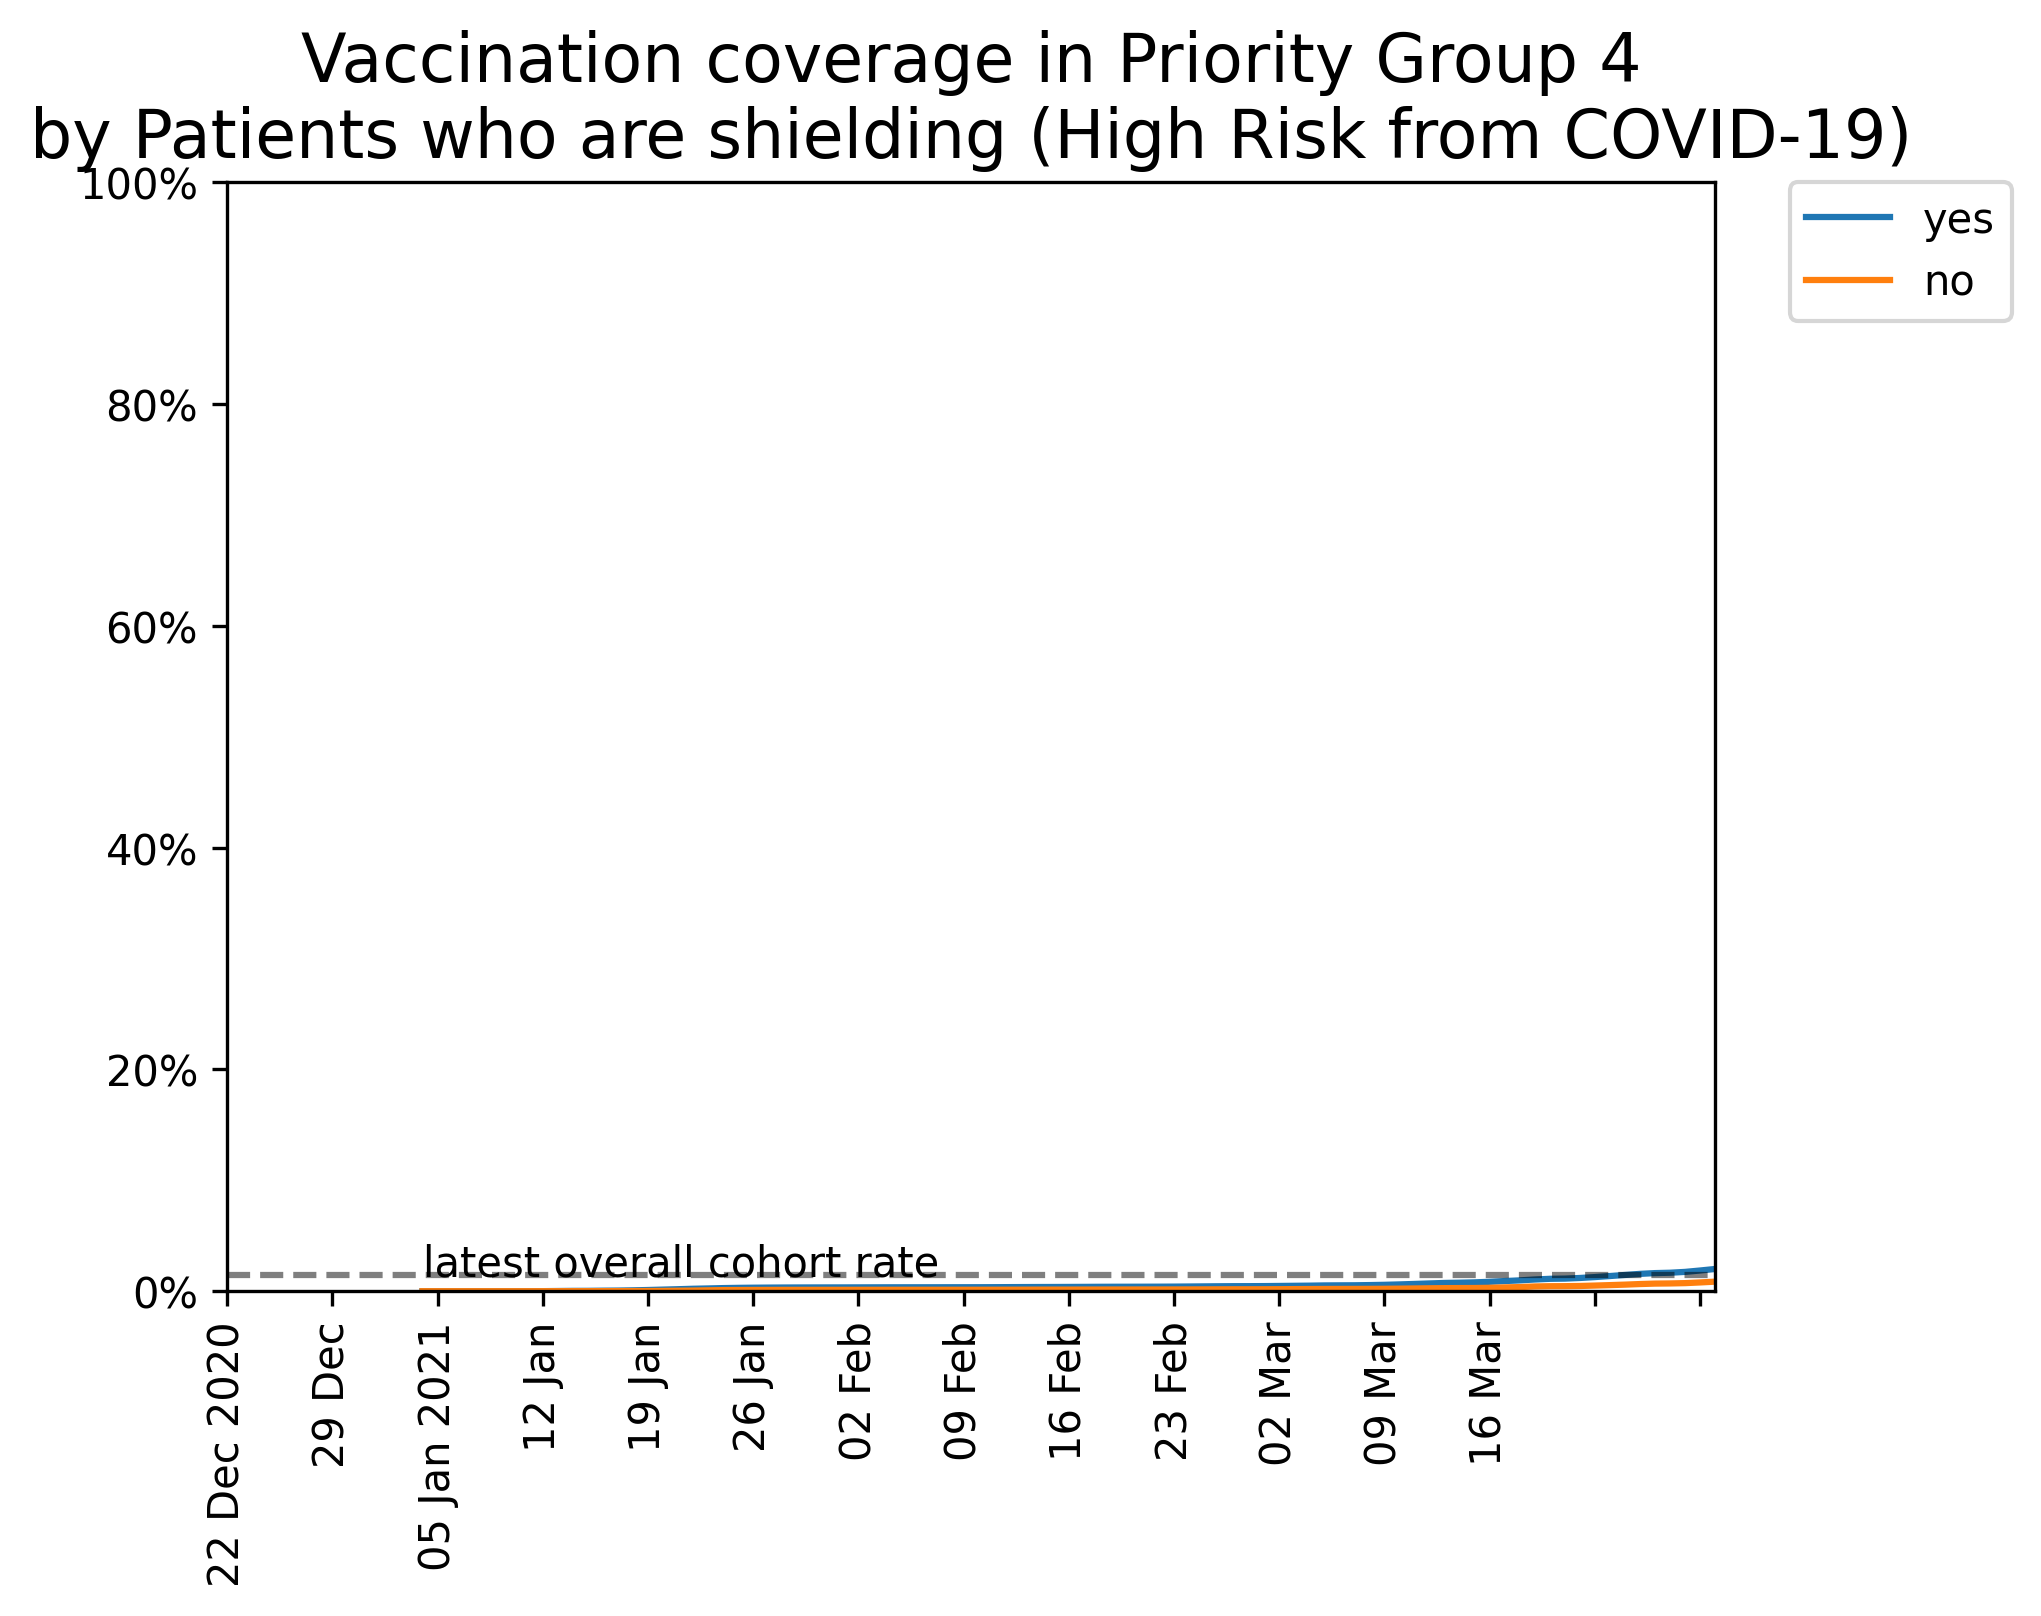 Vaccination coverage in Priority Group 4
by Patients who are shielding (High Risk from COVID-19)
yes
no
100%
80%
60%
40%
20%
0%
latest overall cohort rate
22 Dec 2020
29 Dec
05 Jan 2021
12 Jan
19 Jan
26 Jan
02 Feb
09 Feb
16 Feb
23 Feb
02 Mar
09 Mar
16 Mar